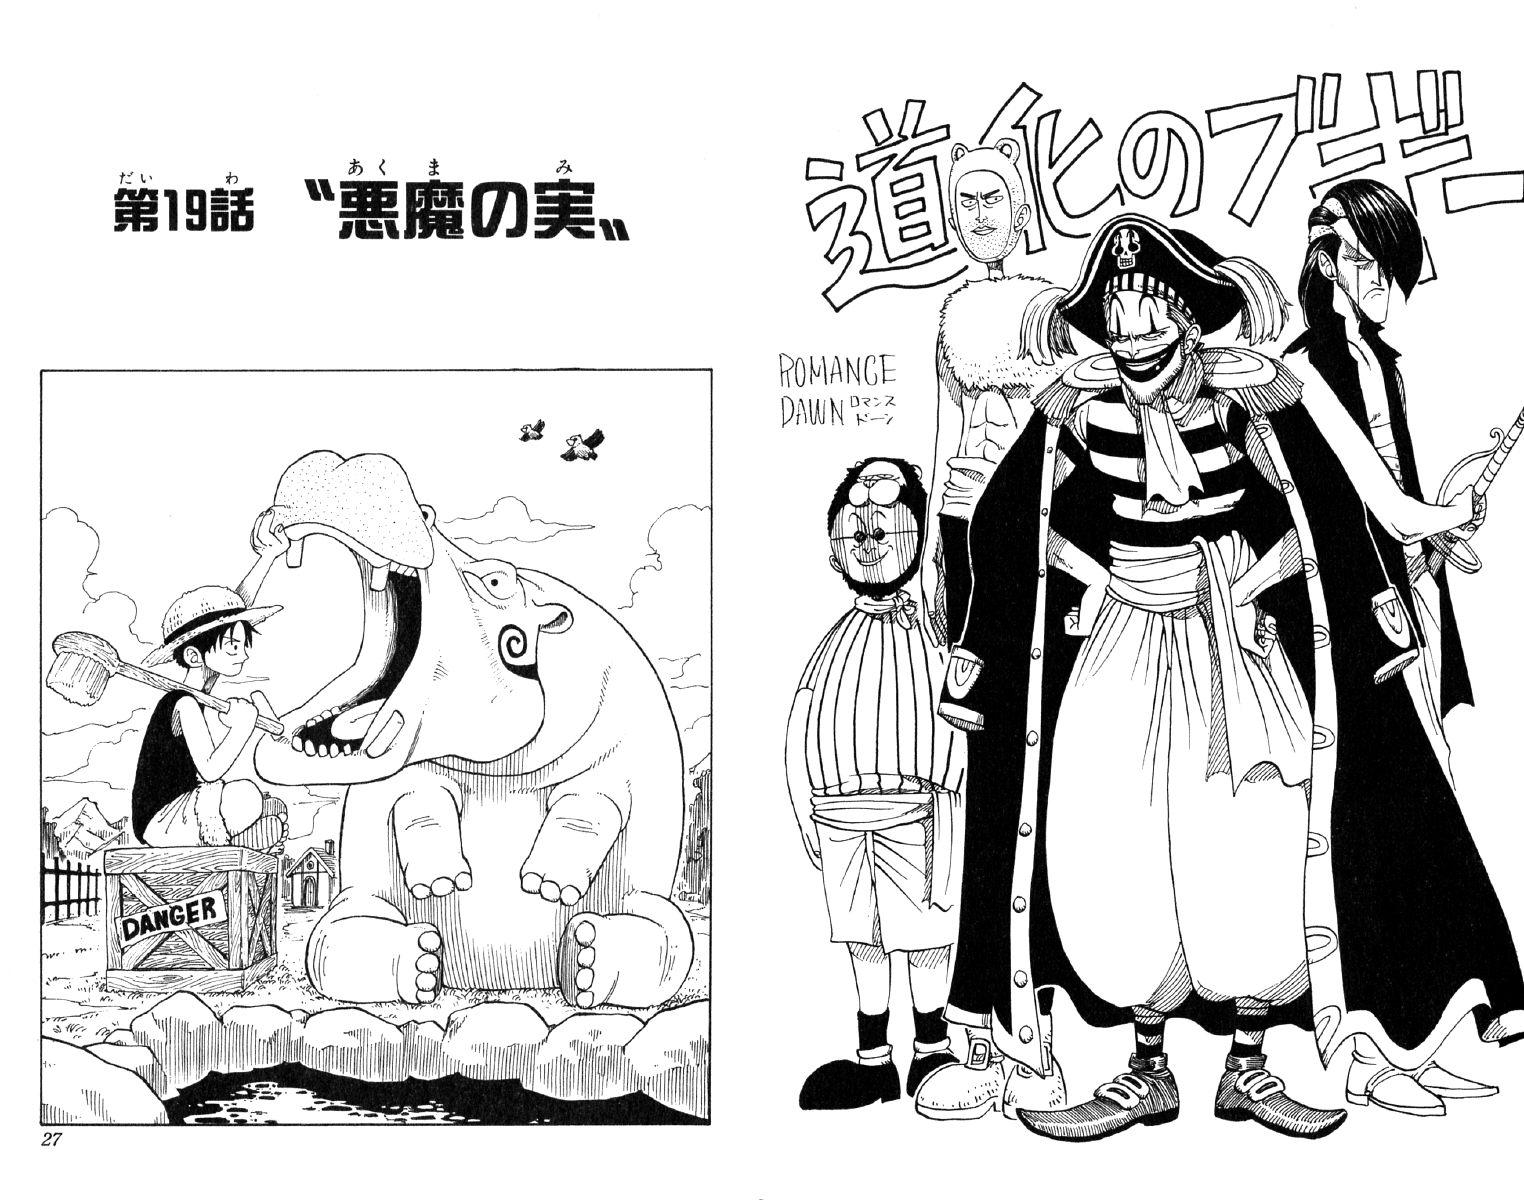 道化のバギー
ROMANCE
DAWN ロマンス
ドーン
だい わ あくま み
第19話 〝悪魔の実〟
DANGER
27